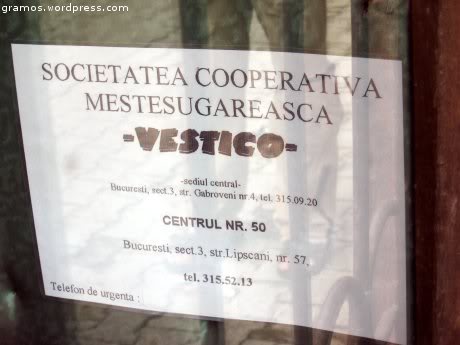 gramos.wordpress.com
SOCIETATEA COOPERATIVA
MESTESUGAREASCA
-VESTICO-
-sediul central-
Bucuresti, sect.3, str. Gabroveni nr.4, tel. 315.09.20
CENTRUL NR. 50
Bucuresti, sect.3, str.Lipscani, nr. 57,
tel. 315.52.13
Telefon de urgenta :